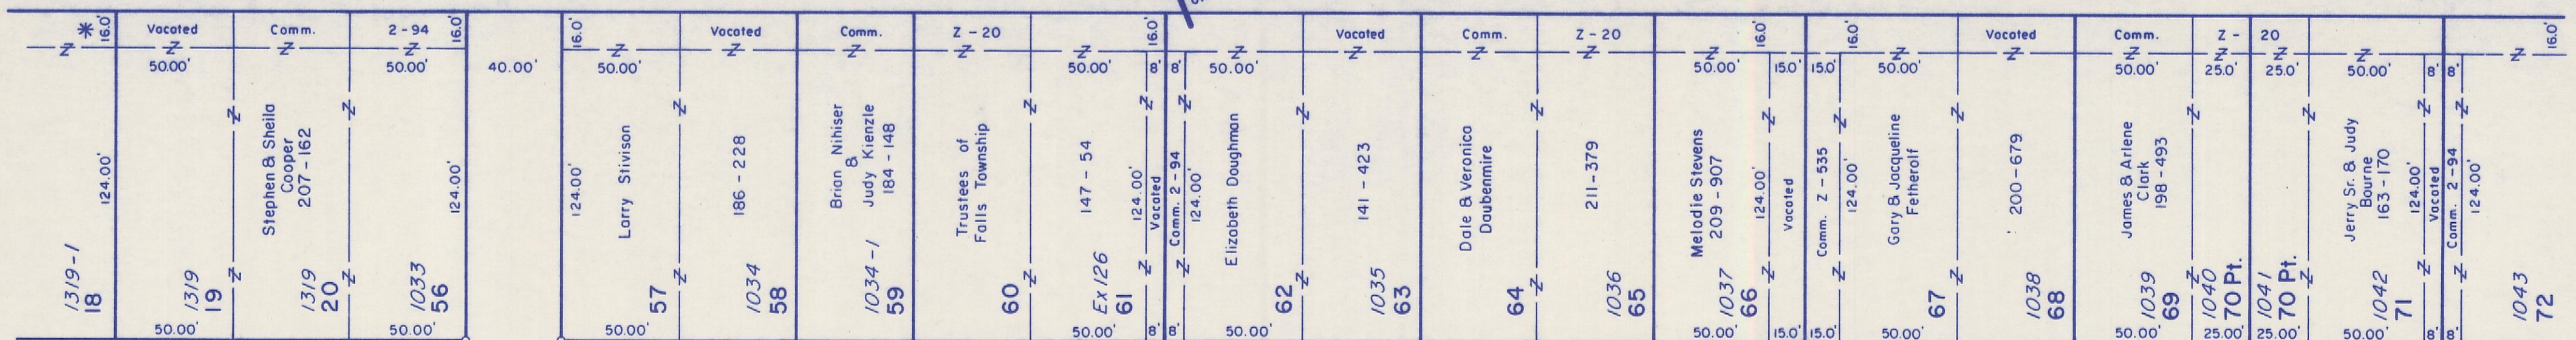 * 16.0'
Vacated
Comm.
2-94
16.0'
16.0'
Vacated
Comm.
Z-20
16.0'
Vacated
Comm.
Z-20
16.0'
16.0'
Vacated
Comm.
Z-
20
16.0'
50.00'
50.00'
40.00'
50.00'
50.00'
8'
8'
50.00'
50.00'
15.0'
15.0'
50.00'
50.00'
25.0'
25.0'
50.00'
8'
8'
124.00'
1319-1
18
1319
19
Stephen & Sheila
Cooper
207-162
1319
20
124.00'
1033
56
124.00'
Larry Stivison
57
186-228
1034
58
Brian Nihiser
&
Judy Kienzle
184-148
1034-1
59
Trustees of
Falls Township
60
147-54
Ex 126
61
124.00'
Vacated
Comm. 2-94
124.00'
Elizabeth Doughman
62
141-423
1035
63
Dale & Veronica
Daubenmire
64
211-379
1036
65
Melodie Stevens
209-907
1037
66
124.00'
Vacated
Comm. Z-535
124.00'
Gary & Jacqueline
Fetherolf
67
200-679
1038
68
James & Arlene
Clark
198-493
1039
69
1040
70 Pt.
1041
70 Pt.
Jerry Sr. & Judy
Bourne
163-170
1042
71
124.00'
Vacated
Comm. 2-94
124.00'
1043
72
50.00'
50.00'
50.00'
50.00'
8'
8'
50.00'
50.00'
15.0'
15.0'
50.00'
50.00'
25.00'
25.00'
50.00'
8'
8'